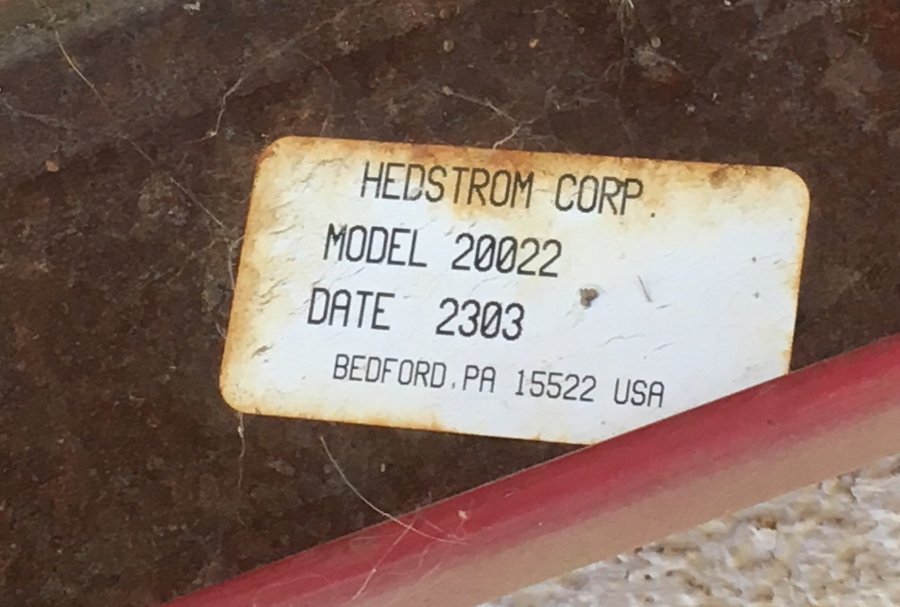 HEDSTROM CORP.
MODEL 20022
DATE 2303
BEDFORD, PA 15522 USA